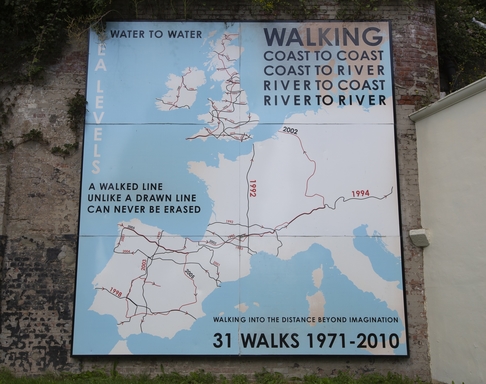 WATER TO WATER
SEA LEVELS
WALKING
COAST TO COAST
COAST TO RIVER
RIVER TO COAST
RIVER TO RIVER
2002
1992
1994
A WALKED LINE
UNLIKE A DRAWN LINE
CAN NEVER BE ERASED
1998
WALKING INTO THE DISTANCE BEYOND IMAGINATION
31 WALKS 1971-2010